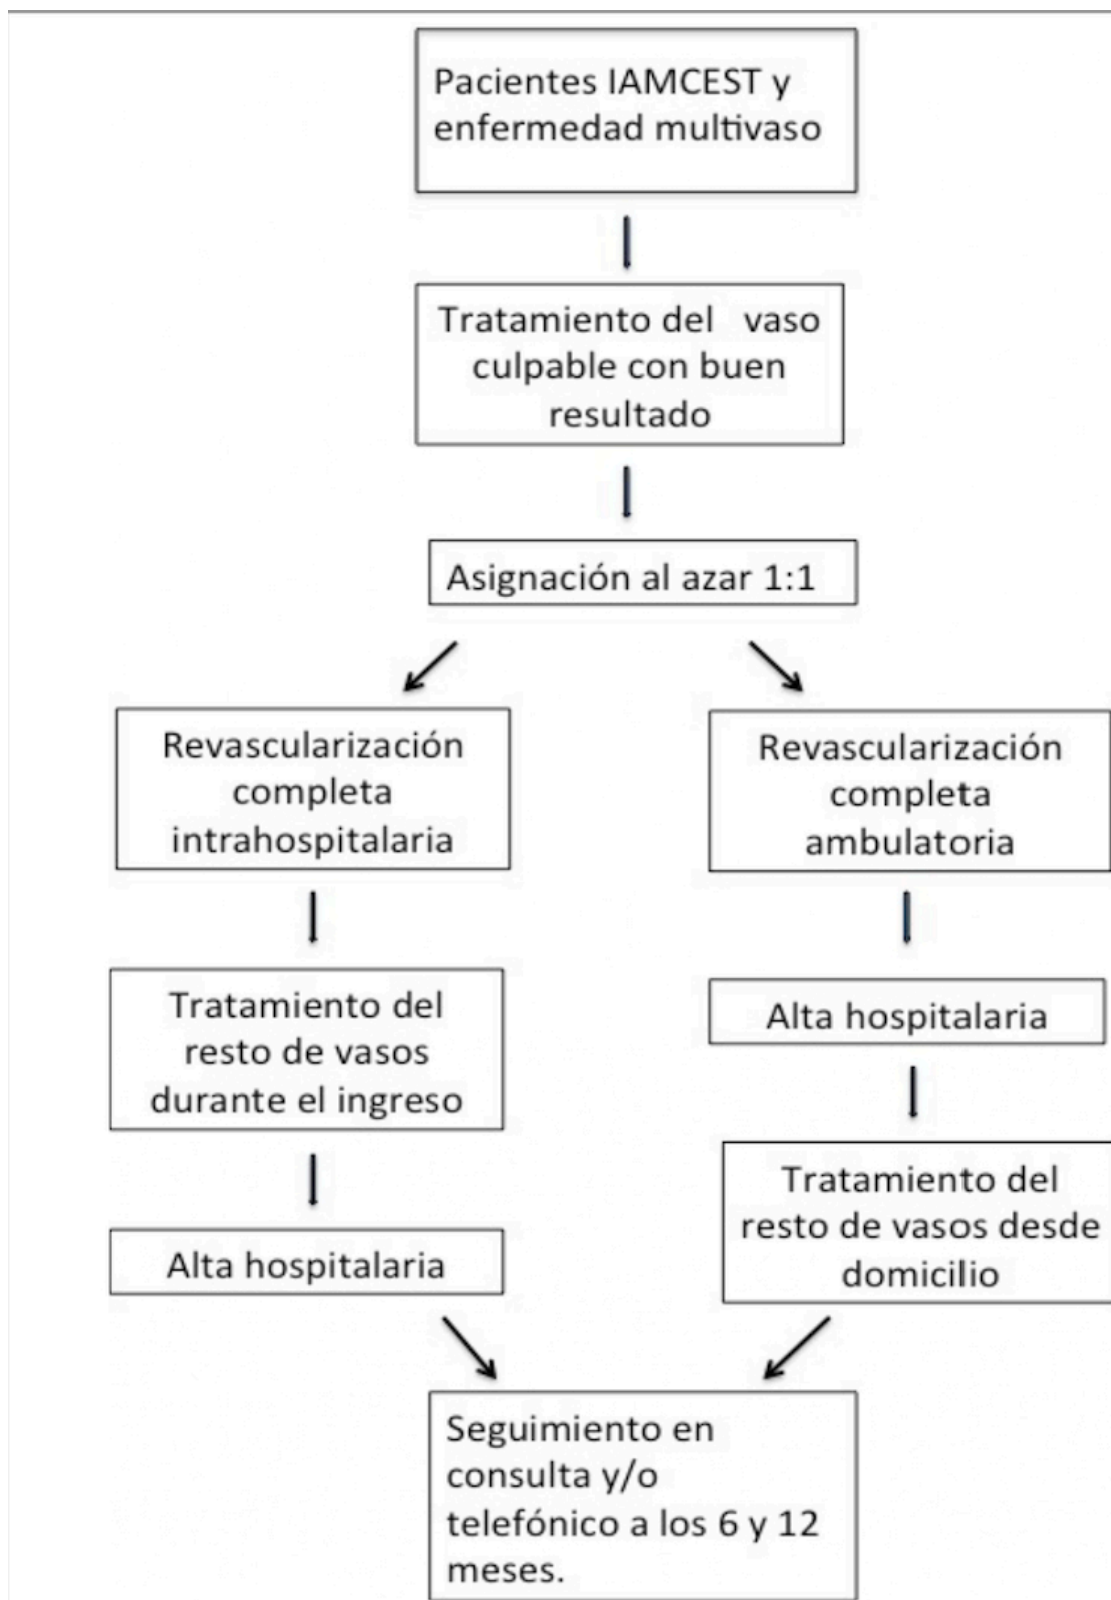 Pacientes IAMCEST y
enfermedad multivaso
Tratamiento del vaso
culpable con buen
resultado
Asignación al azar 1:1
Revascularización
completa
intrahospitalaria
Revascularización
completa
ambulatoria
Tratamiento del
resto de vasos
durante el ingreso
Alta hospitalaria
Alta hospitalaria
Tratamiento del
resto de vasos desde
domicilio
Seguimiento en
consulta y/o
telefónico a los 6 y 12
meses.